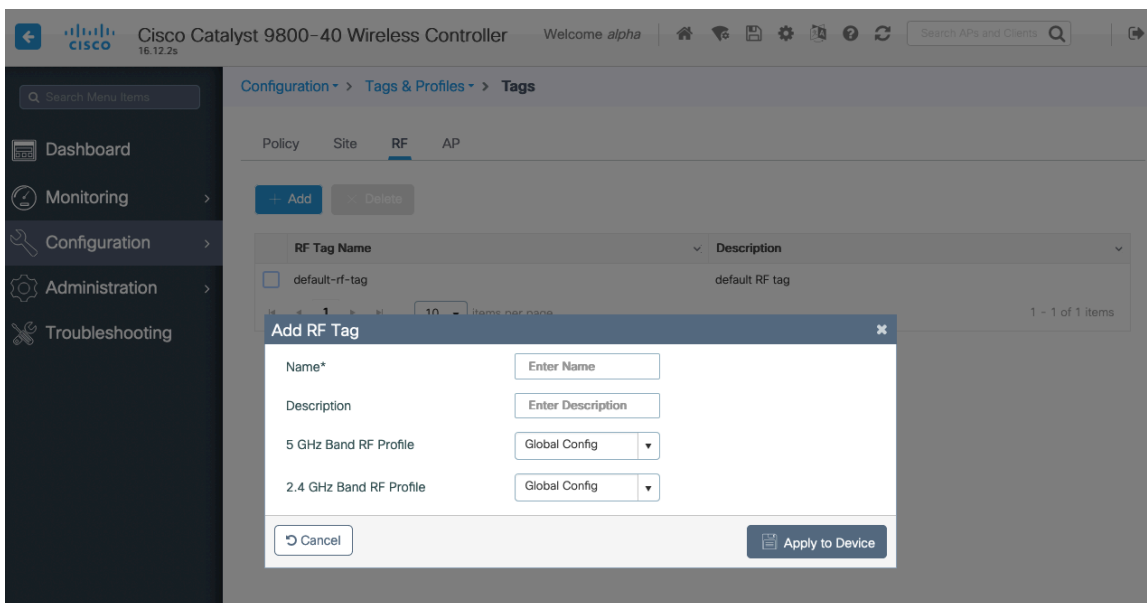 CISCO
Cisco Catalyst 9800-40 Wireless Controller
16.12.2s
Welcome alpha
Search APs and Clients
Search Menu Items
Configuration > Tags & Profiles > Tags
Dashboard
Monitoring
Configuration
Administration
Troubleshooting
Policy Site RF AP
+ Add × Delete
RF Tag Name Description
default-rf-tag default RF tag
1 10 items per page 1 - 1 of 1 items
Add RF Tag
Name* Enter Name
Description Enter Description
5 GHz Band RF Profile Global Config
2.4 GHz Band RF Profile Global Config
Cancel Apply to Device